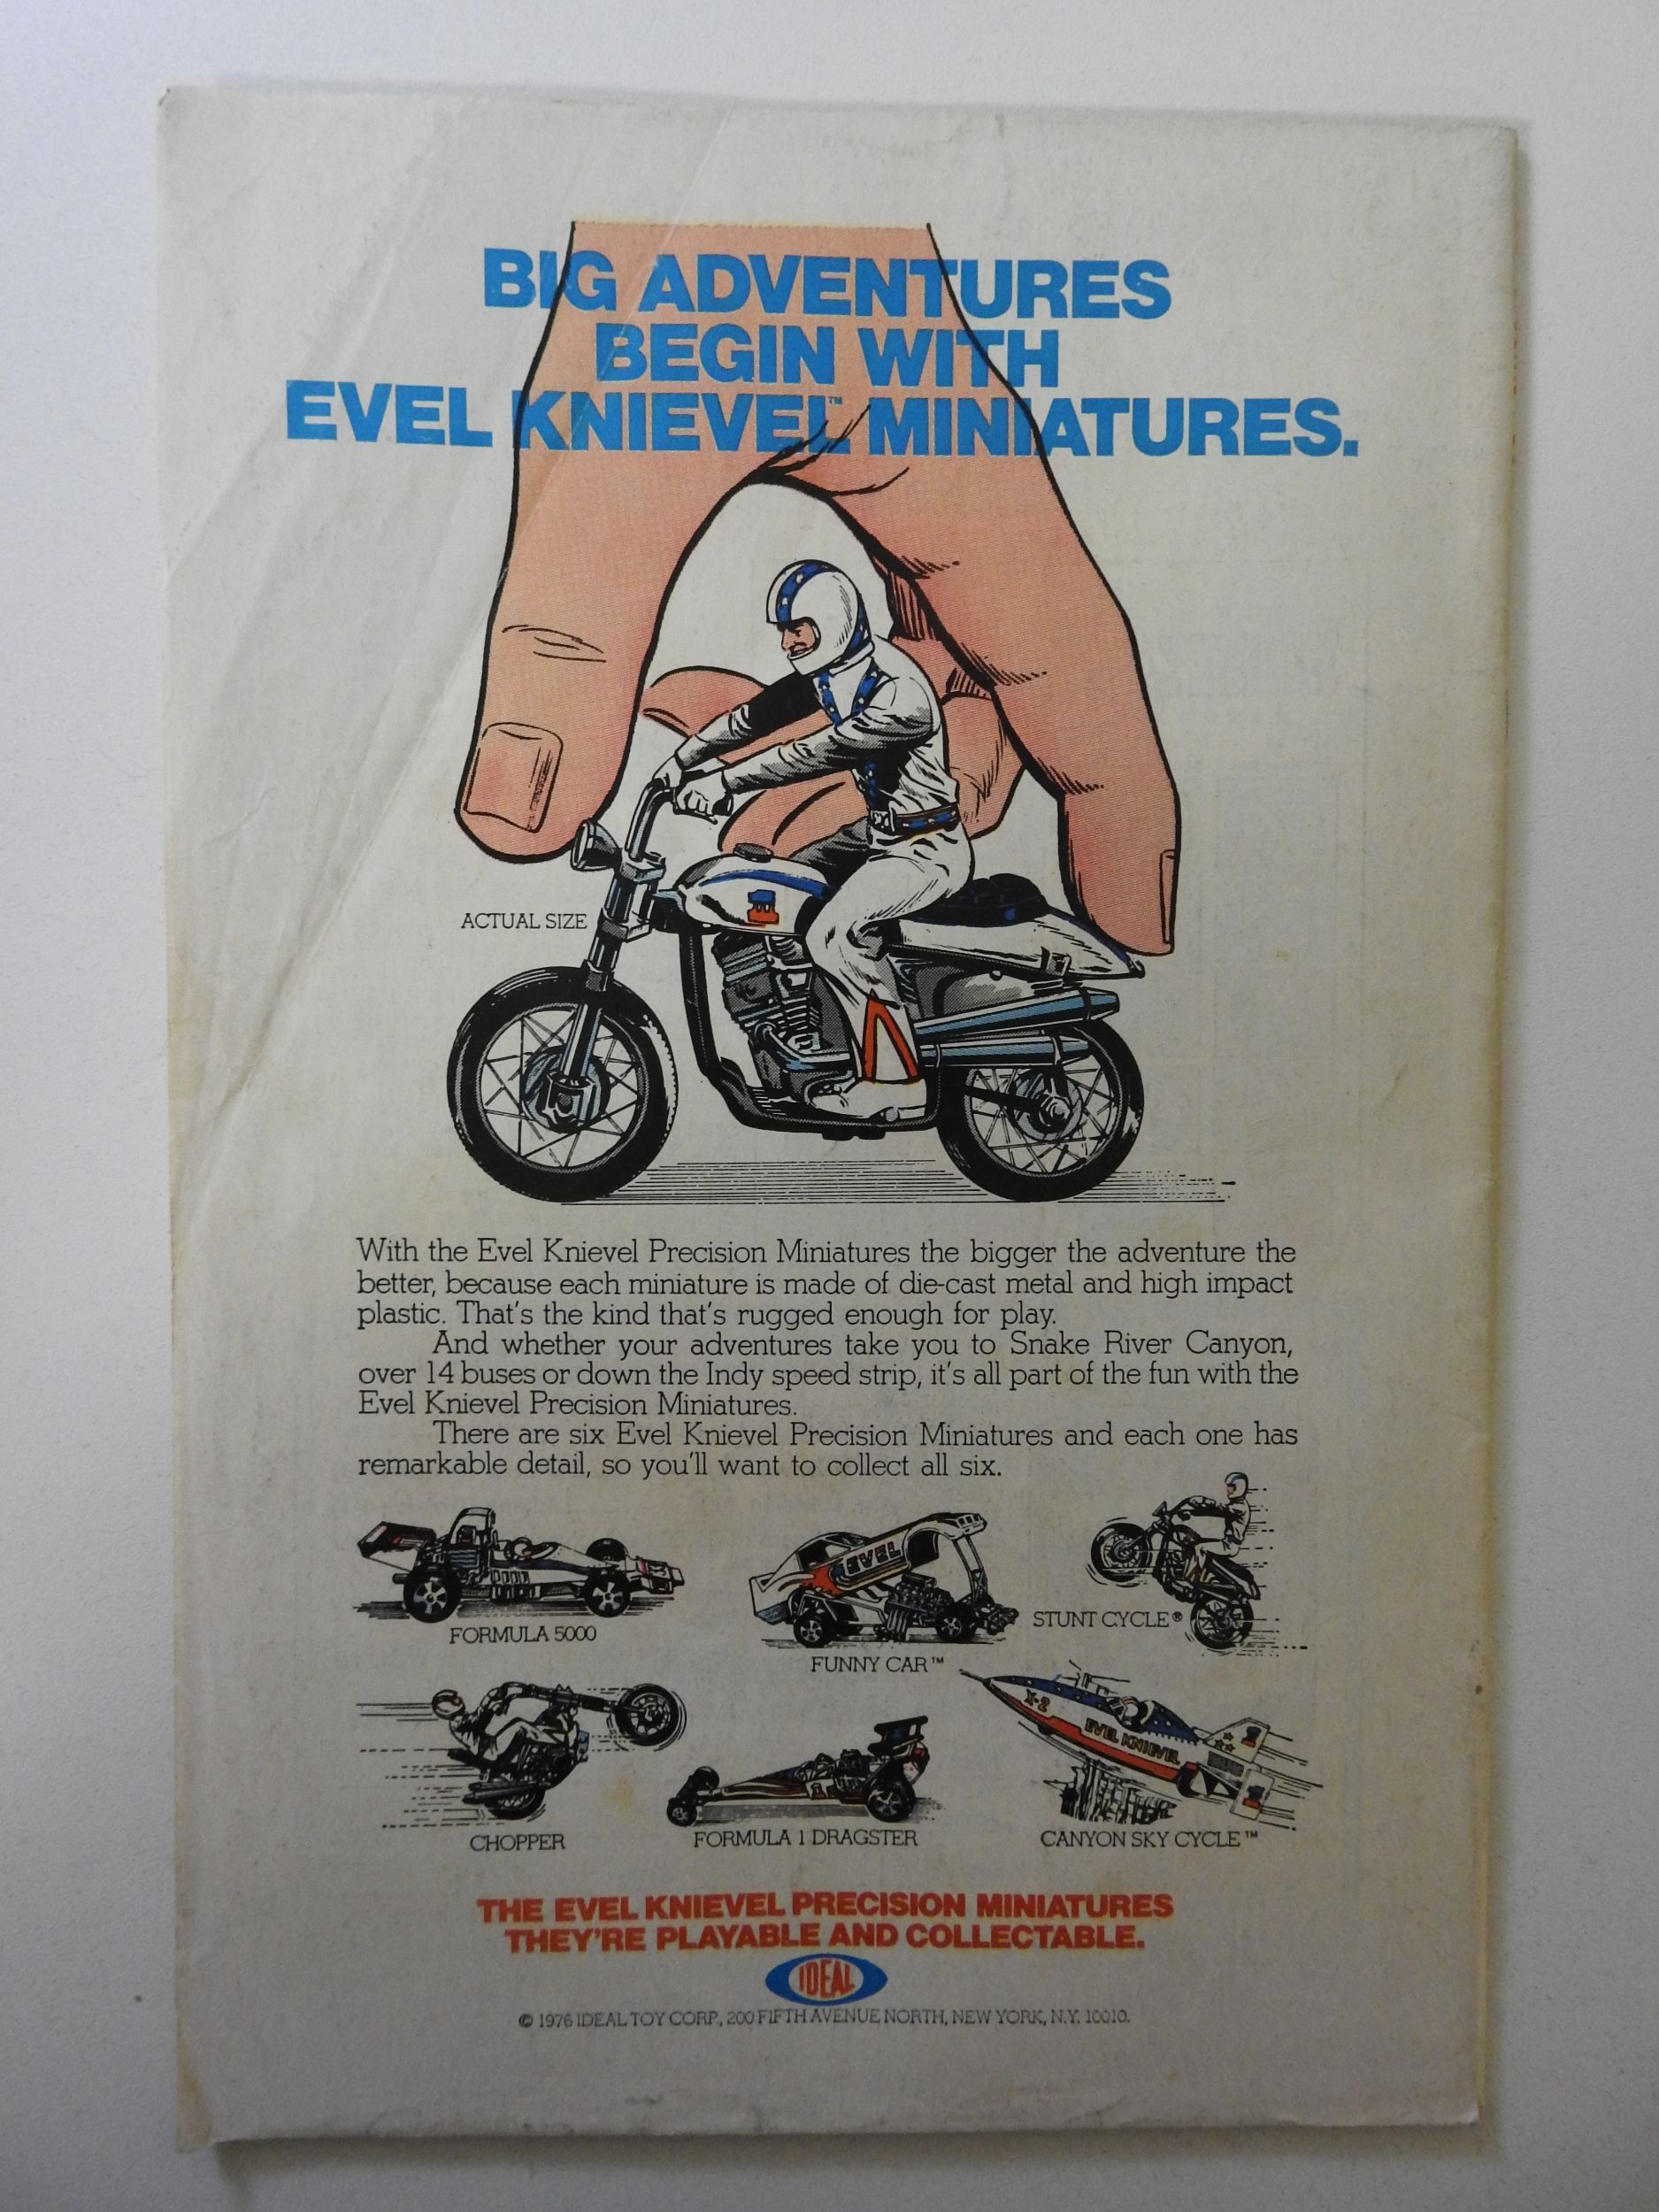 BIG ADVENTURES
BEGIN WITH
EVEL KNIEVEL™ MINIATURES.
ACTUAL SIZE
With the Evel Knievel Precision Miniatures the bigger the adventure the
better, because each miniature is made of die-cast metal and high impact
plastic. That's the kind that's rugged enough for play.
And whether your adventures take you to Snake River Canyon,
over 14 buses or down the Indy speed strip, it's all part of the fun with the
Evel Knievel Precision Miniatures.
There are six Evel Knievel Precision Miniatures and each one has
remarkable detail, so you'll want to collect all six.
EVEL
FORMULA 5000
FUNNY CAR™
STUNT CYCLE®
X-2
EVEL KNIEVEL
CHOPPER
FORMULA 1 DRAGSTER
CANYON SKY CYCLE™
THE EVEL KNIEVEL PRECISION MINIATURES
THEY'RE PLAYABLE AND COLLECTABLE.
IDEAL
© 1976 IDEAL TOY CORP., 200 FIFTH AVENUE NORTH, NEW YORK, N.Y. 10010.